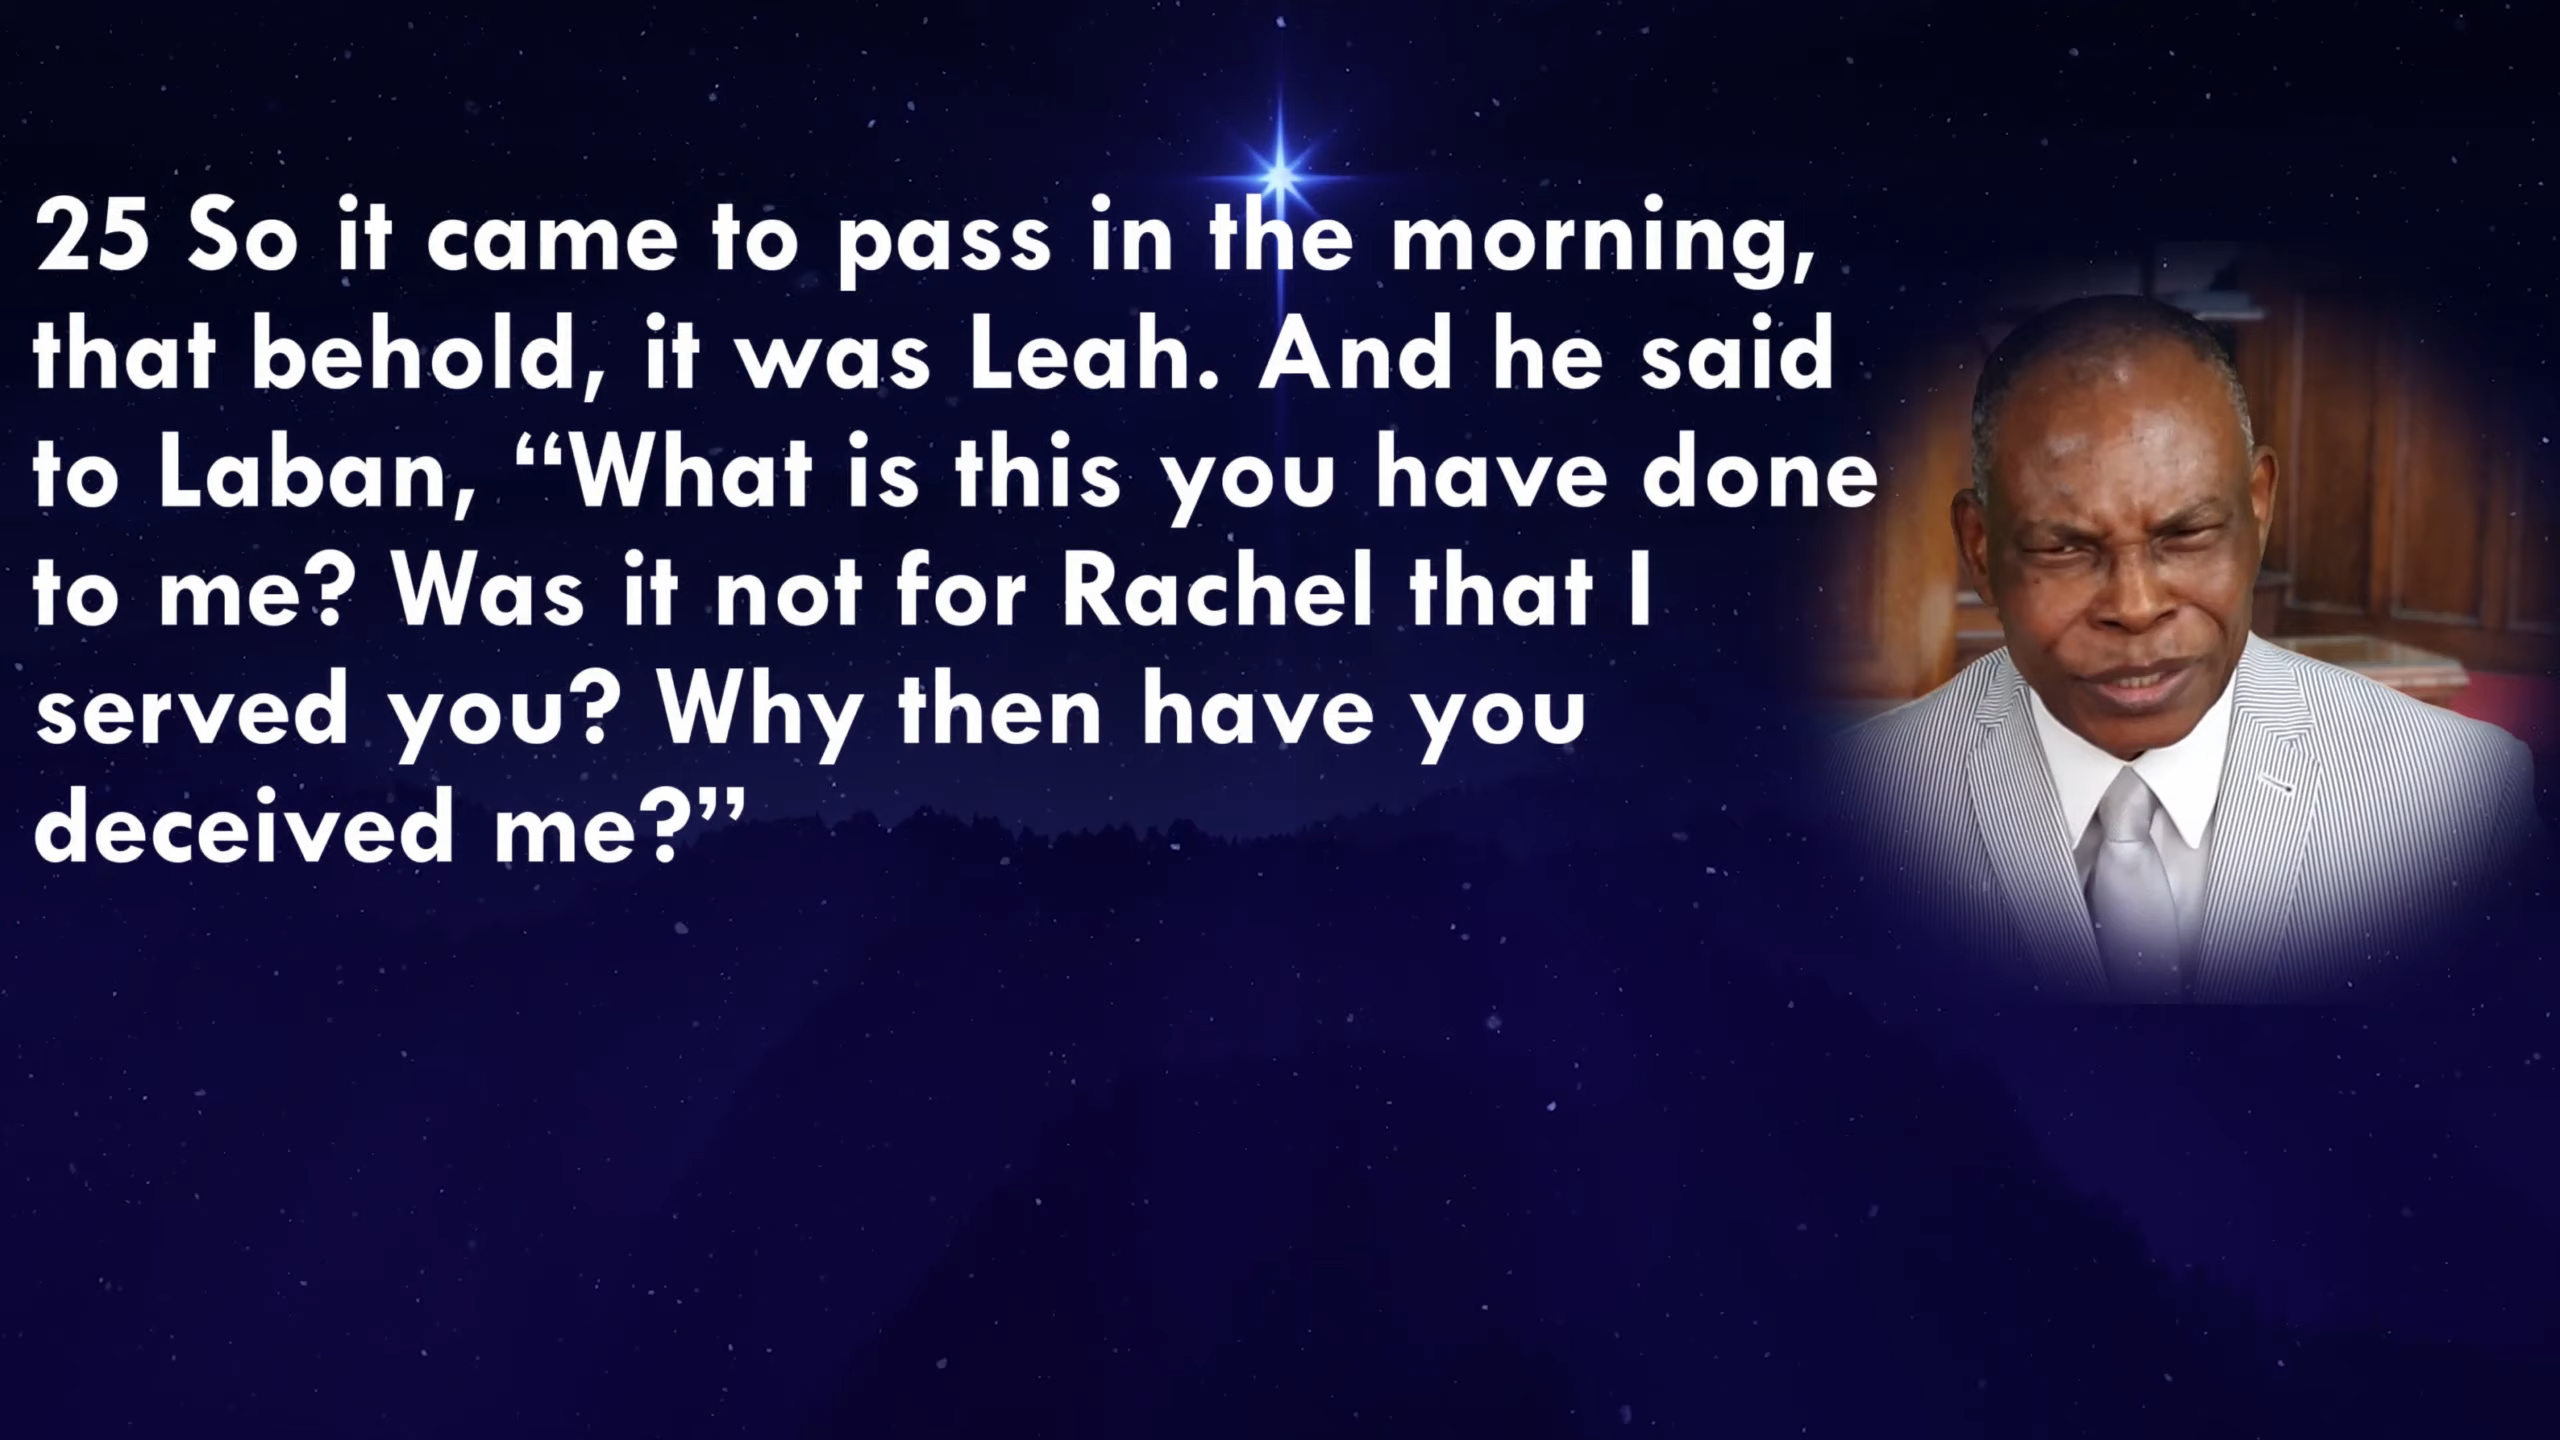 25 So it came to pass in the morning,
that behold, it was Leah. And he said
to Laban, “What is this you have done
to me? Was it not for Rachel that I
served you? Why then have you
deceived me?”